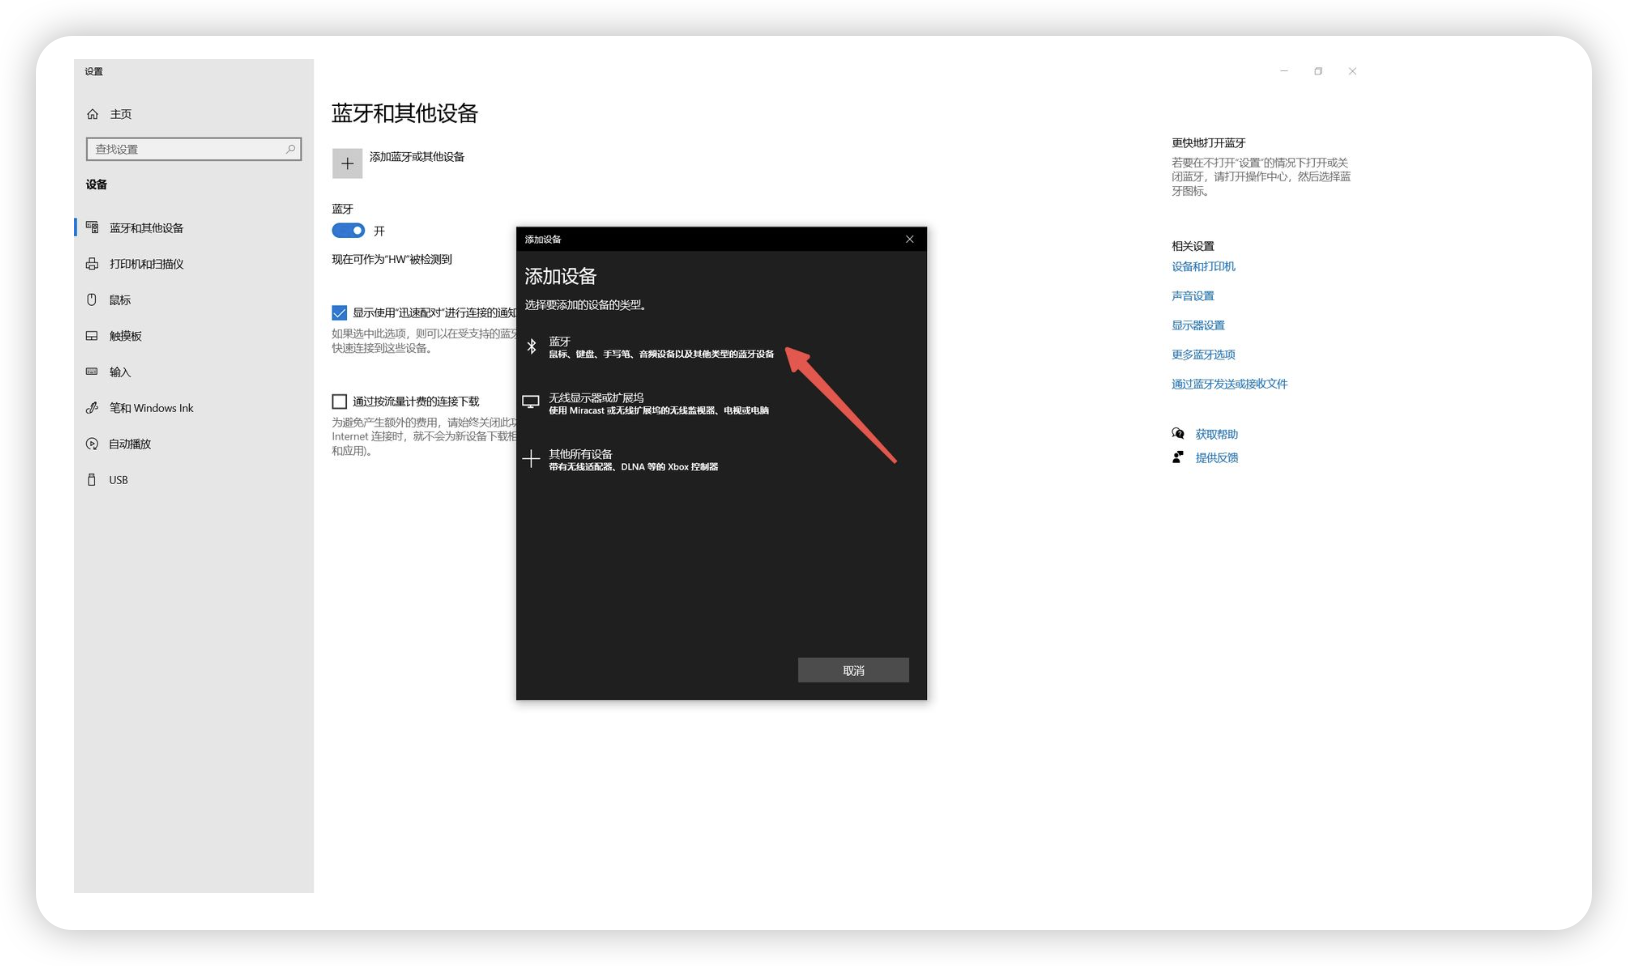 设置
主页
查找设置
设备
蓝牙和其他设备
打印机和扫描仪
鼠标
触摸板
输入
笔和 Windows Ink
自动播放
USB
蓝牙和其他设备
添加蓝牙或其他设备
蓝牙
开
现在可作为"HW"被检测到
显示使用"迅速配对"进行连接的通知
如果选中此选项，则可以在受支持的蓝牙
快速连接到这些设备。
通过按流量计费的连接下载
为避免产生额外的费用，请始终关闭此功
Internet 连接时，就不会为新设备下载相
和应用)。
添加设备
添加设备
选择要添加的设备的类型。
蓝牙
鼠标、键盘、手写笔、音频设备以及其他类型的蓝牙设备
无线显示器或扩展坞
使用 Miracast 或无线扩展坞的无线监视器、电视或电脑
其他所有设备
带有无线适配器、DLNA 等的 Xbox 控制器
取消
更快地打开蓝牙
若要在不打开"设置"的情况下打开或关
闭蓝牙，请打开操作中心，然后选择蓝
牙图标。
相关设置
设备和打印机
声音设置
显示器设置
更多蓝牙选项
通过蓝牙发送或接收文件
获取帮助
提供反馈